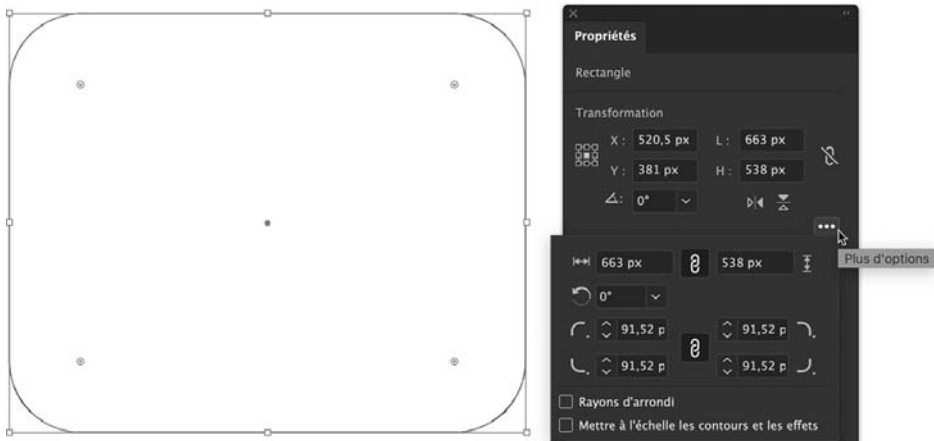 Propriétés
Rectangle
Transformation
X : 520,5 px L : 663 px
Y : 381 px H : 538 px
: 0°
Plus d'options
663 px 538 px
0°
91,52 p 91,52 p
91,52 p 91,52 p
Rayons d'arrondi
Mettre à l'échelle les contours et les effets